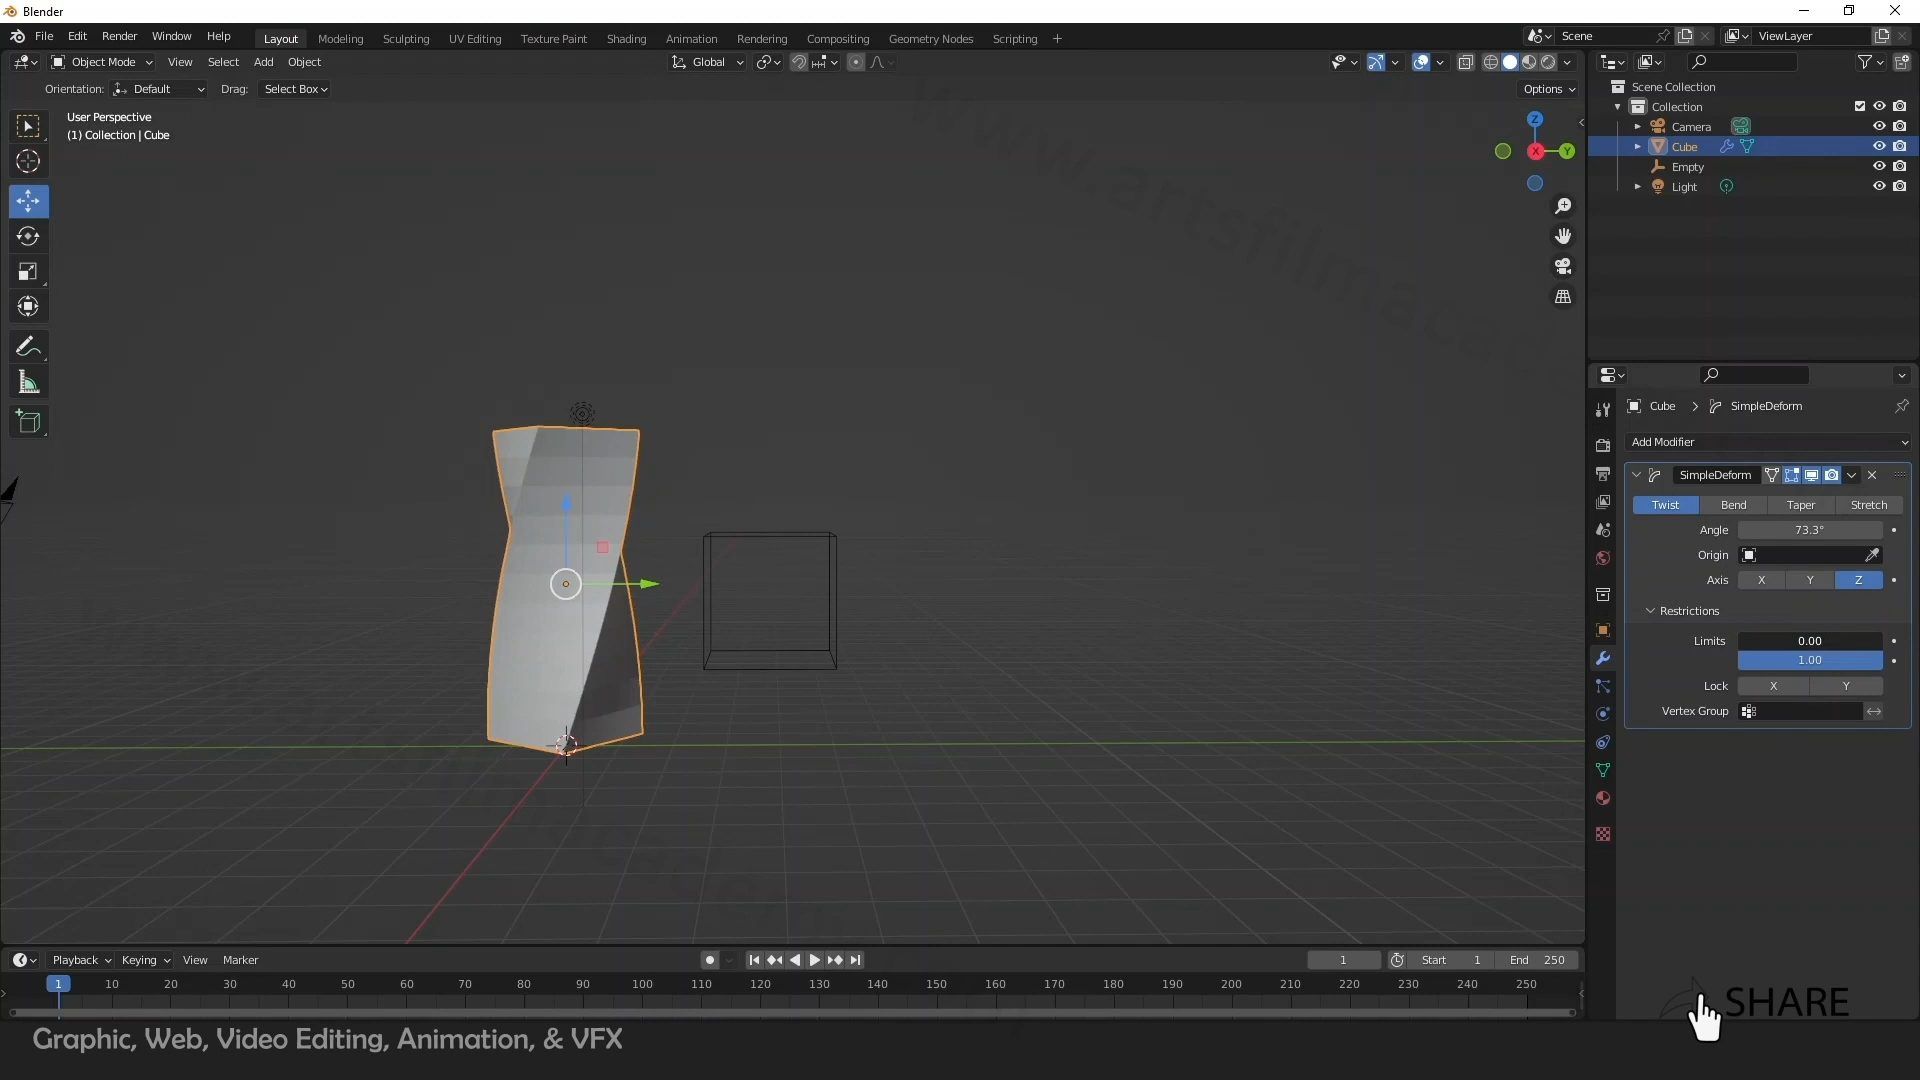 Blender
File Edit Render Window Help Layout Modeling Sculpting UV Editing Texture Paint Shading Animation Rendering Compositing Geometry Nodes Scripting + Scene ViewLayer
Object Mode View Select Add Object Global
Orientation: Default Drag: Select Box Options
User Perspective
(1) Collection | Cube
Z
X
Y
www.artsfilmacade
Scene Collection
Collection
Camera
Cube
Empty
Light
Cube > SimpleDeform
Add Modifier
SimpleDeform
Twist Bend Taper Stretch
Angle 73.3°
Origin
Axis X Y Z
Restrictions
Limits 0.00
1.00
Lock X Y
Vertex Group
Playback Keying View Marker 1 Start 1 End 250
1 10 20 30 40 50 60 70 80 90 100 110 120 130 140 150 160 170 180 190 200 210 220 230 240 250
SHARE
Graphic, Web, Video Editing, Animation, & VFX